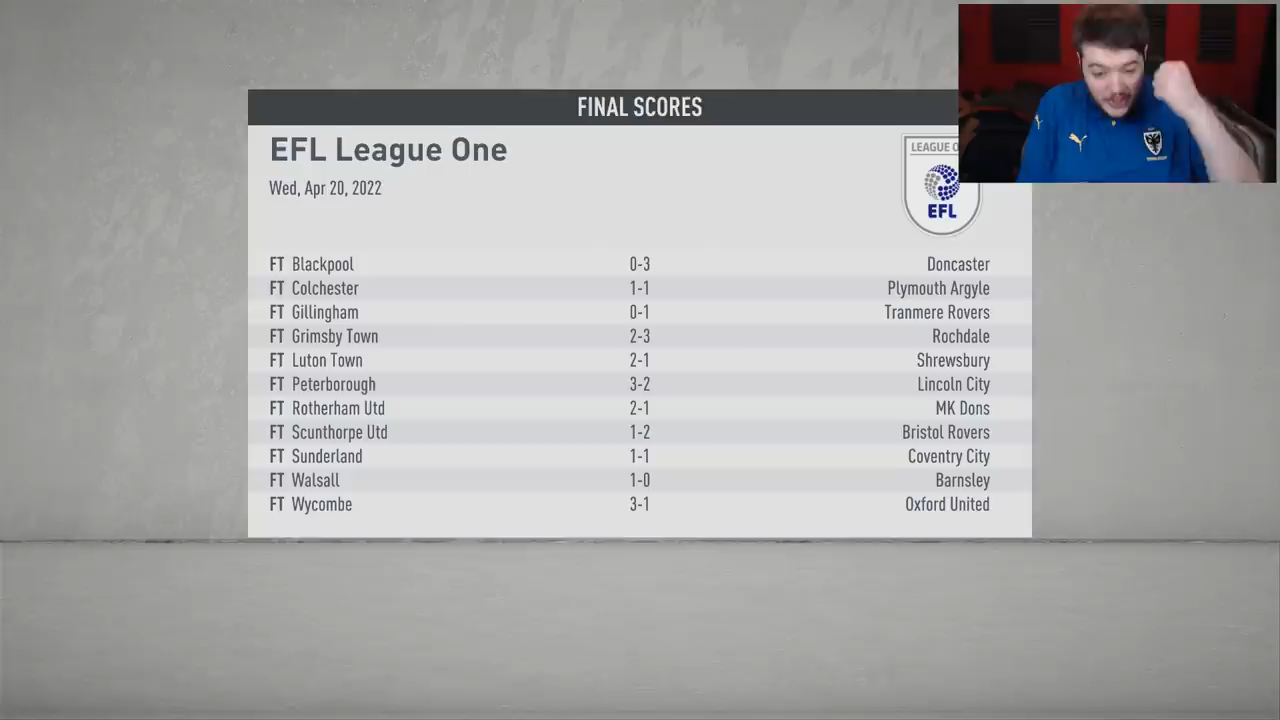 FINAL SCORES
EFL League One
Wed, Apr 20, 2022
LEAGUE O
EFL
FT Blackpool 0-3 Doncaster
FT Colchester 1-1 Plymouth Argyle
FT Gillingham 0-1 Tranmere Rovers
FT Grimsby Town 2-3 Rochdale
FT Luton Town 2-1 Shrewsbury
FT Peterborough 3-2 Lincoln City
FT Rotherham Utd 2-1 MK Dons
FT Scunthorpe Utd 1-2 Bristol Rovers
FT Sunderland 1-1 Coventry City
FT Walsall 1-0 Barnsley
FT Wycombe 3-1 Oxford United